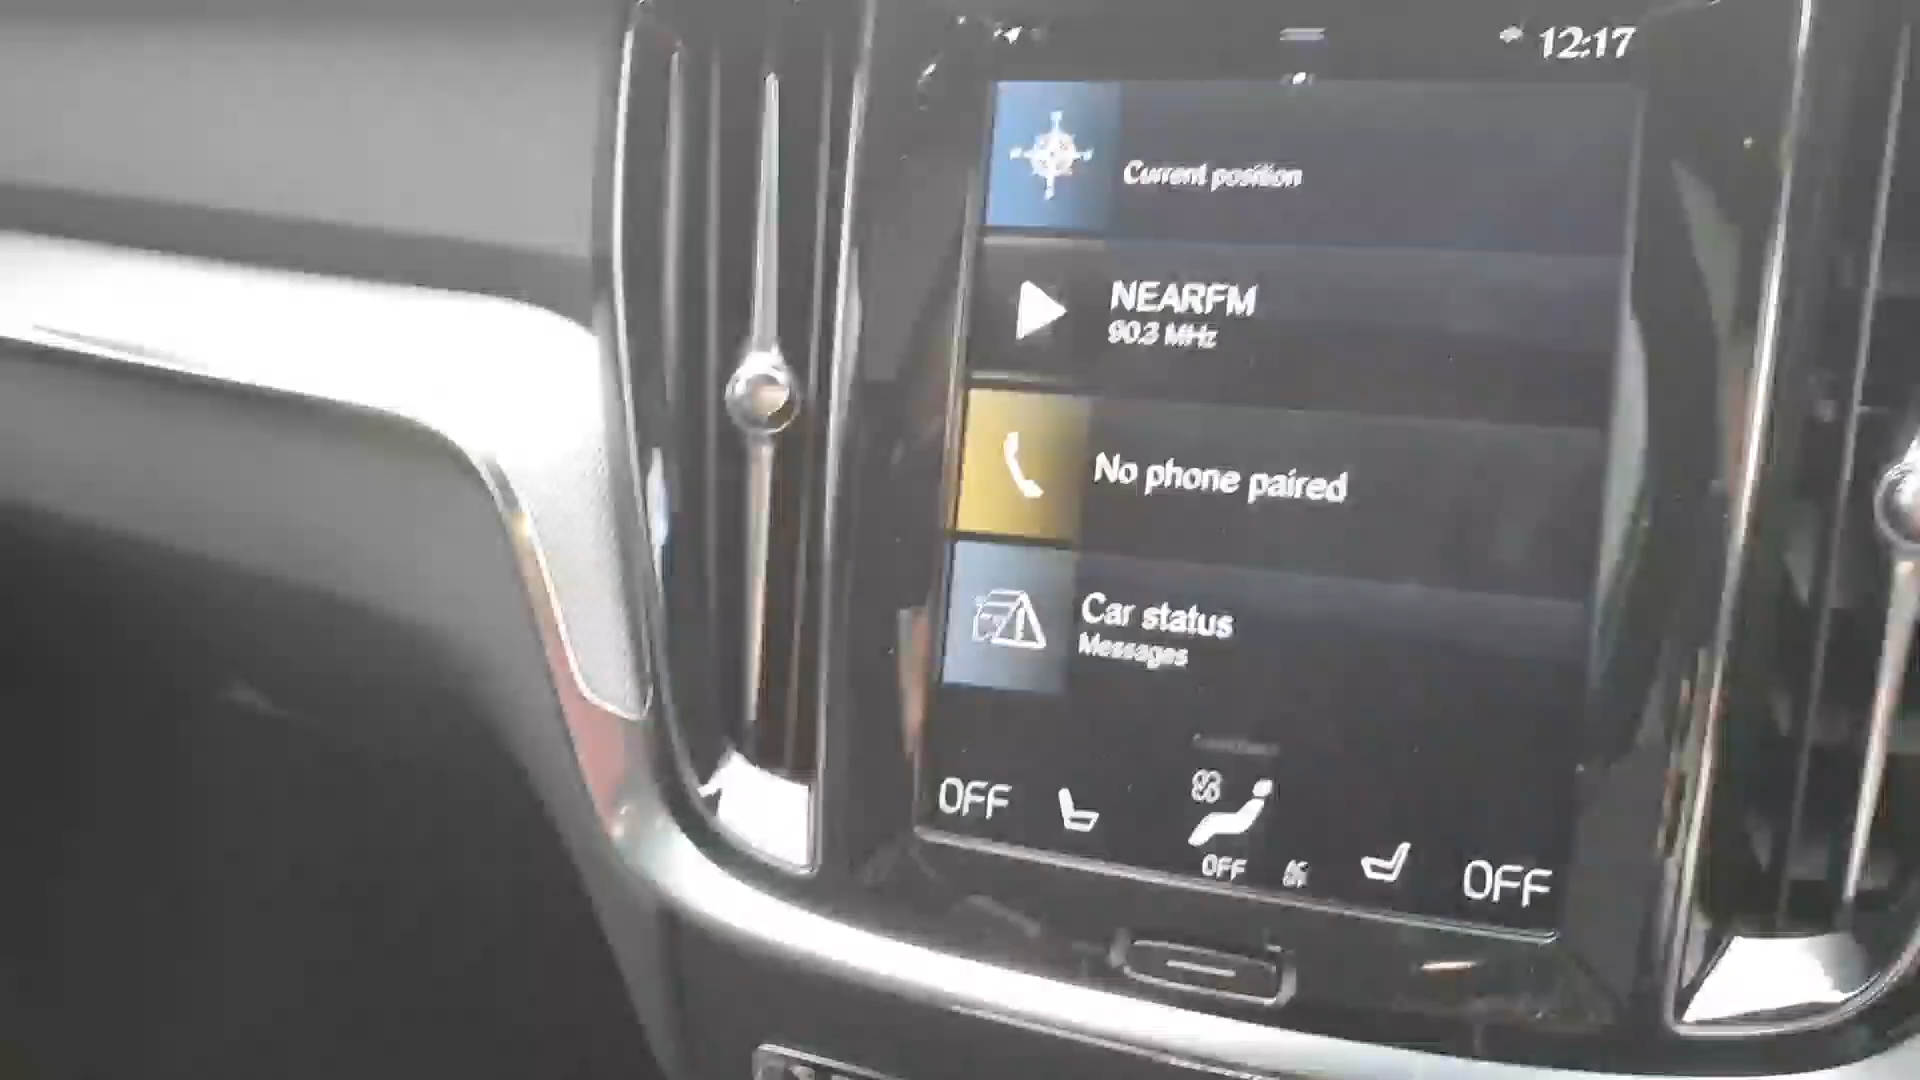 12:17
Current position
NEARFM
90.3 MHz
No phone paired
Car status
Messages
OFF
OFF
OFF